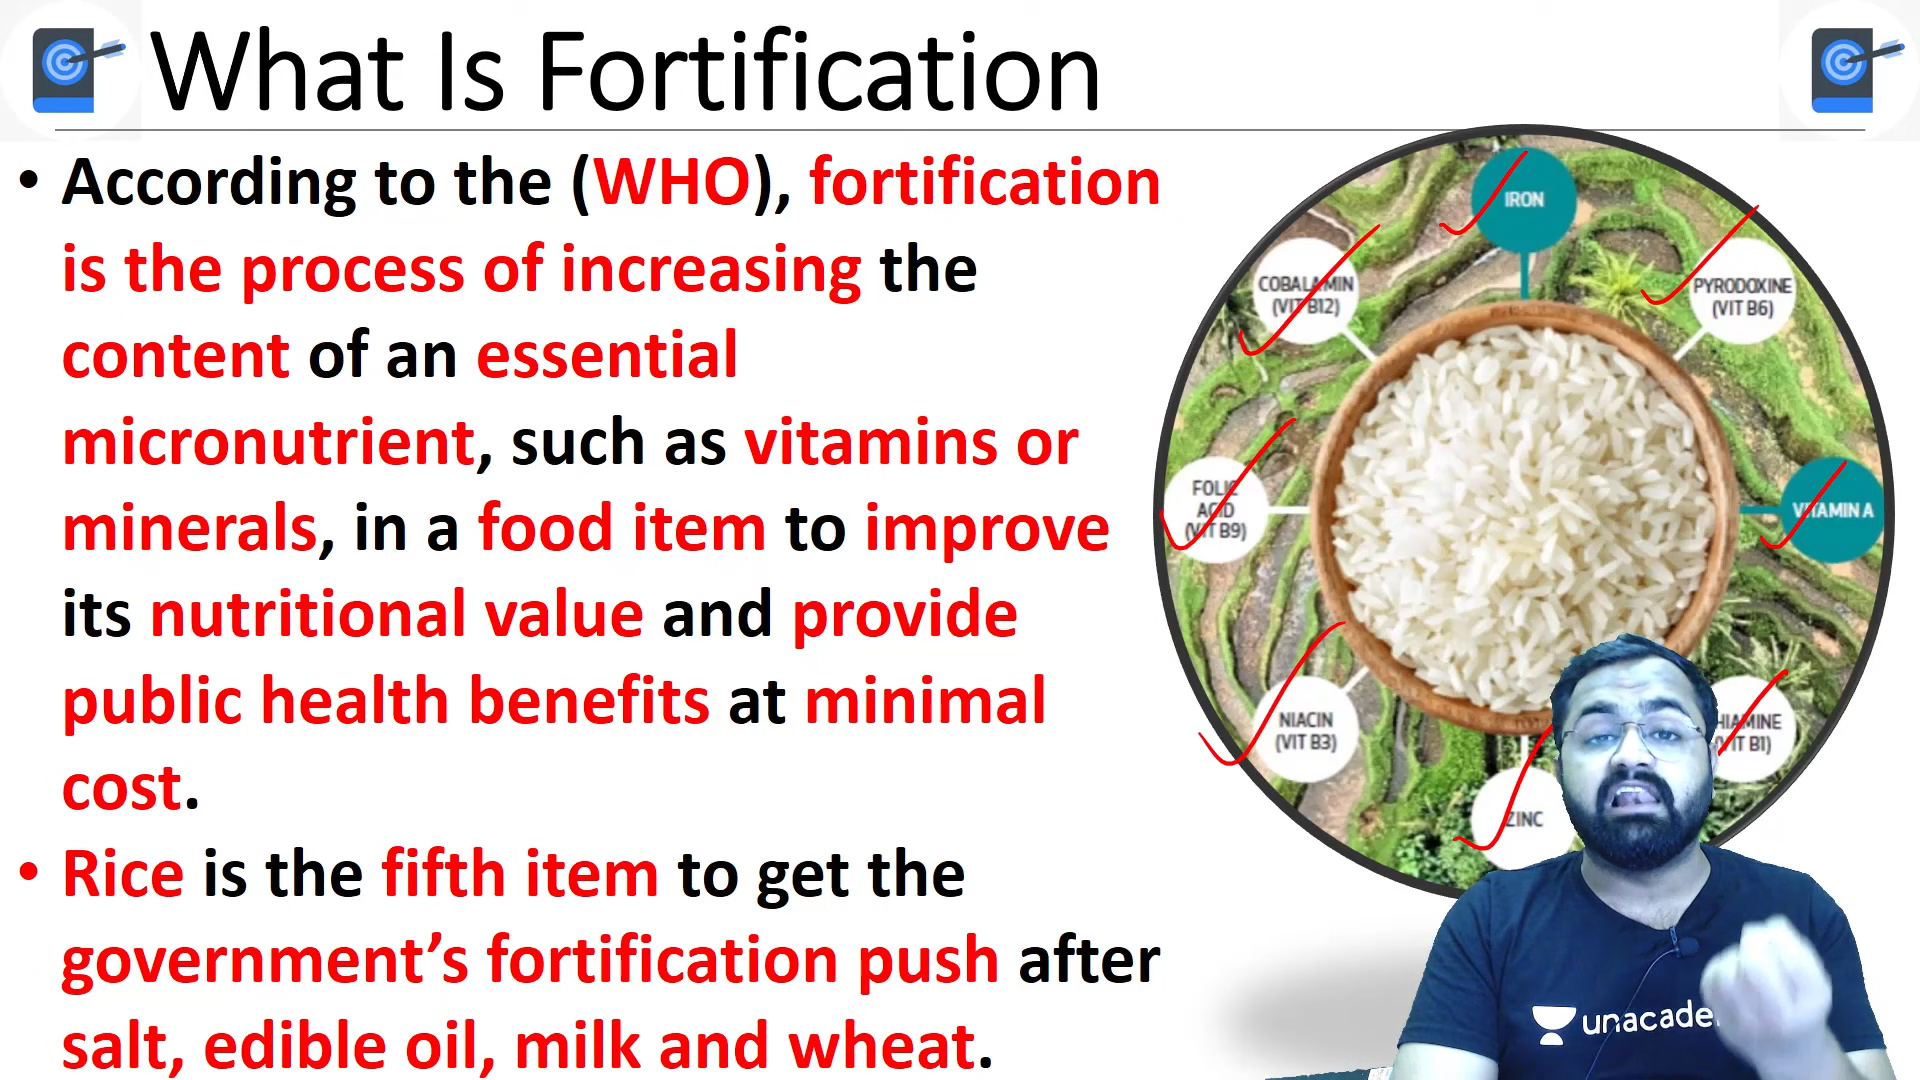 What Is Fortification
• According to the (WHO), fortification
is the process of increasing the
content of an essential
micronutrient, such as vitamins or
minerals, in a food item to improve
its nutritional value and provide
public health benefits at minimal
cost.
• Rice is the fifth item to get the
government’s fortification push after
salt, edible oil, milk and wheat.
IRON
COBALAMIN
(VIT B12)
PYRODOXINE
(VIT B6)
FOLIC
ACID
(VIT B9)
VITAMIN A
NIACIN
(VIT B3)
HIAMINE
(VIT B1)
ZINC
unacade